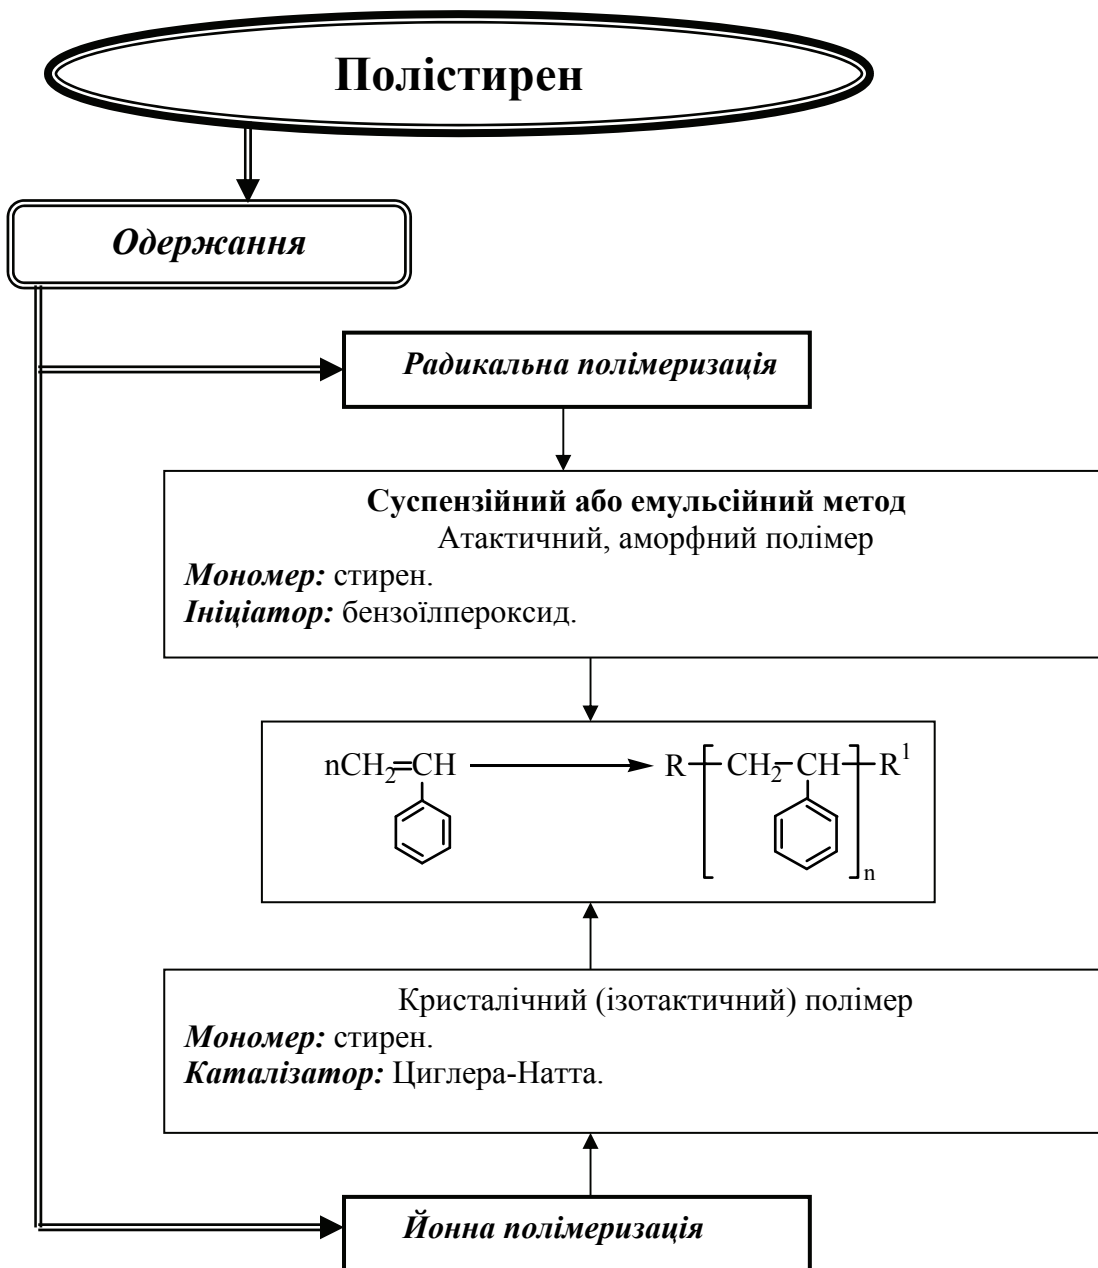 Полістирен
Одержання
Радикальна полімеризація
Суспензійний або емульсійний метод
Атактичний, аморфний полімер
Мономер: стирен.
Ініціатор: бензоїлпероксид.
nCH₂=CH R CH₂ CH R¹
n
Кристалічний (ізотактичний) полімер
Мономер: стирен.
Каталізатор: Циглера-Натта.
Йонна полімеризація